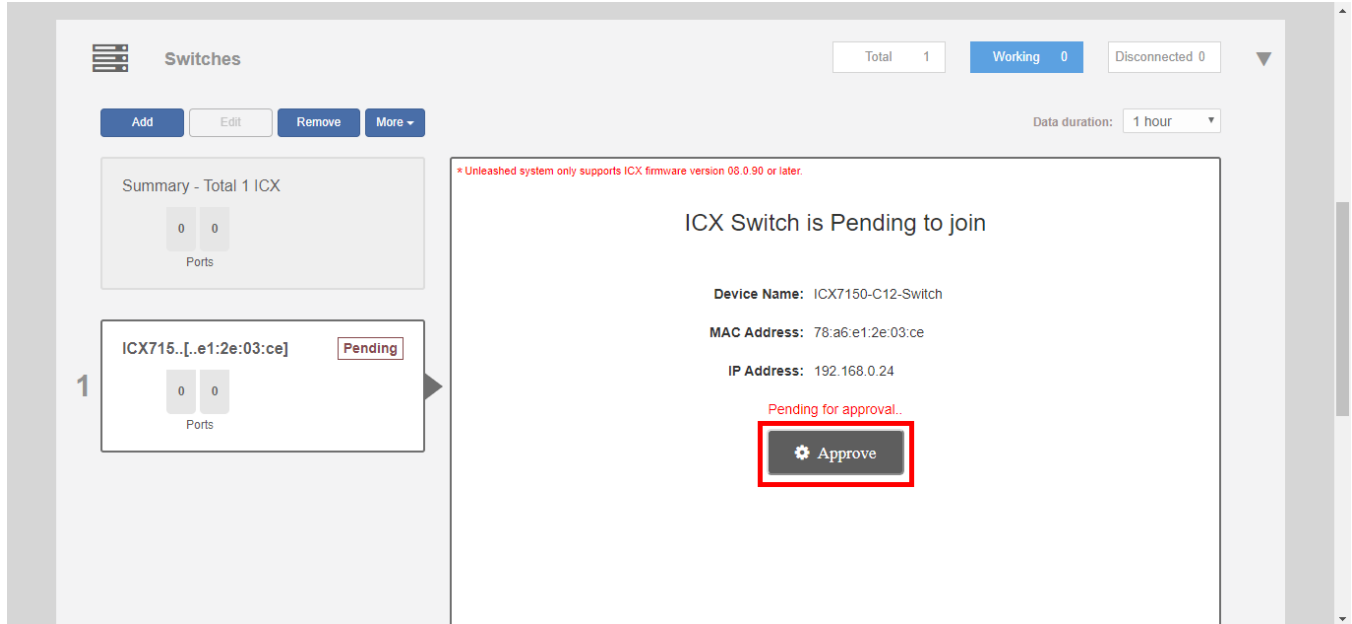 Switches
Total 1
Working 0
Disconnected 0
Add
Edit
Remove
More
Data duration: 1 hour
Summary - Total 1 ICX
0 0
Ports
1
ICX715..[..e1:2e:03:ce]
Pending
0 0
Ports
* Unleashed system only supports ICX firmware version 08.0.90 or later.
ICX Switch is Pending to join
Device Name: ICX7150-C12-Switch
MAC Address: 78:a6:e1:2e:03:ce
IP Address: 192.168.0.24
Pending for approval..
Approve